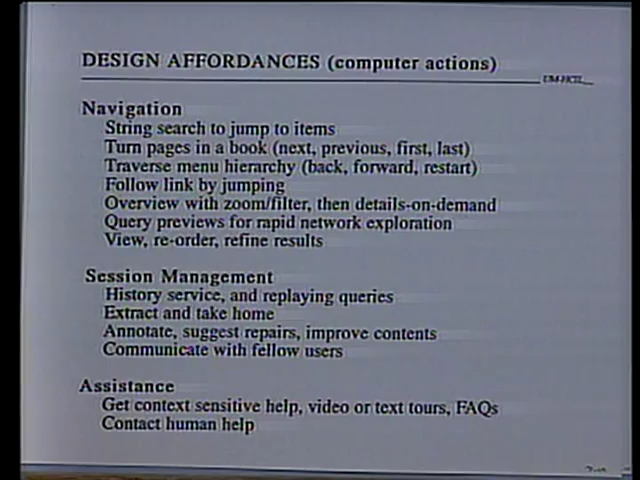 DESIGN AFFORDANCES (computer actions)
UM-HCIL
Navigation
String search to jump to items
Turn pages in a book (next, previous, first, last)
Traverse menu hierarchy (back, forward, restart)
Follow link by jumping
Overview with zoom/filter, then details-on-demand
Query previews for rapid network exploration
View, re-order, refine results
Session Management
History service, and replaying queries
Extract and take home
Annotate, suggest repairs, improve contents
Communicate with fellow users
Assistance
Get context sensitive help, video or text tours, FAQs
Contact human help